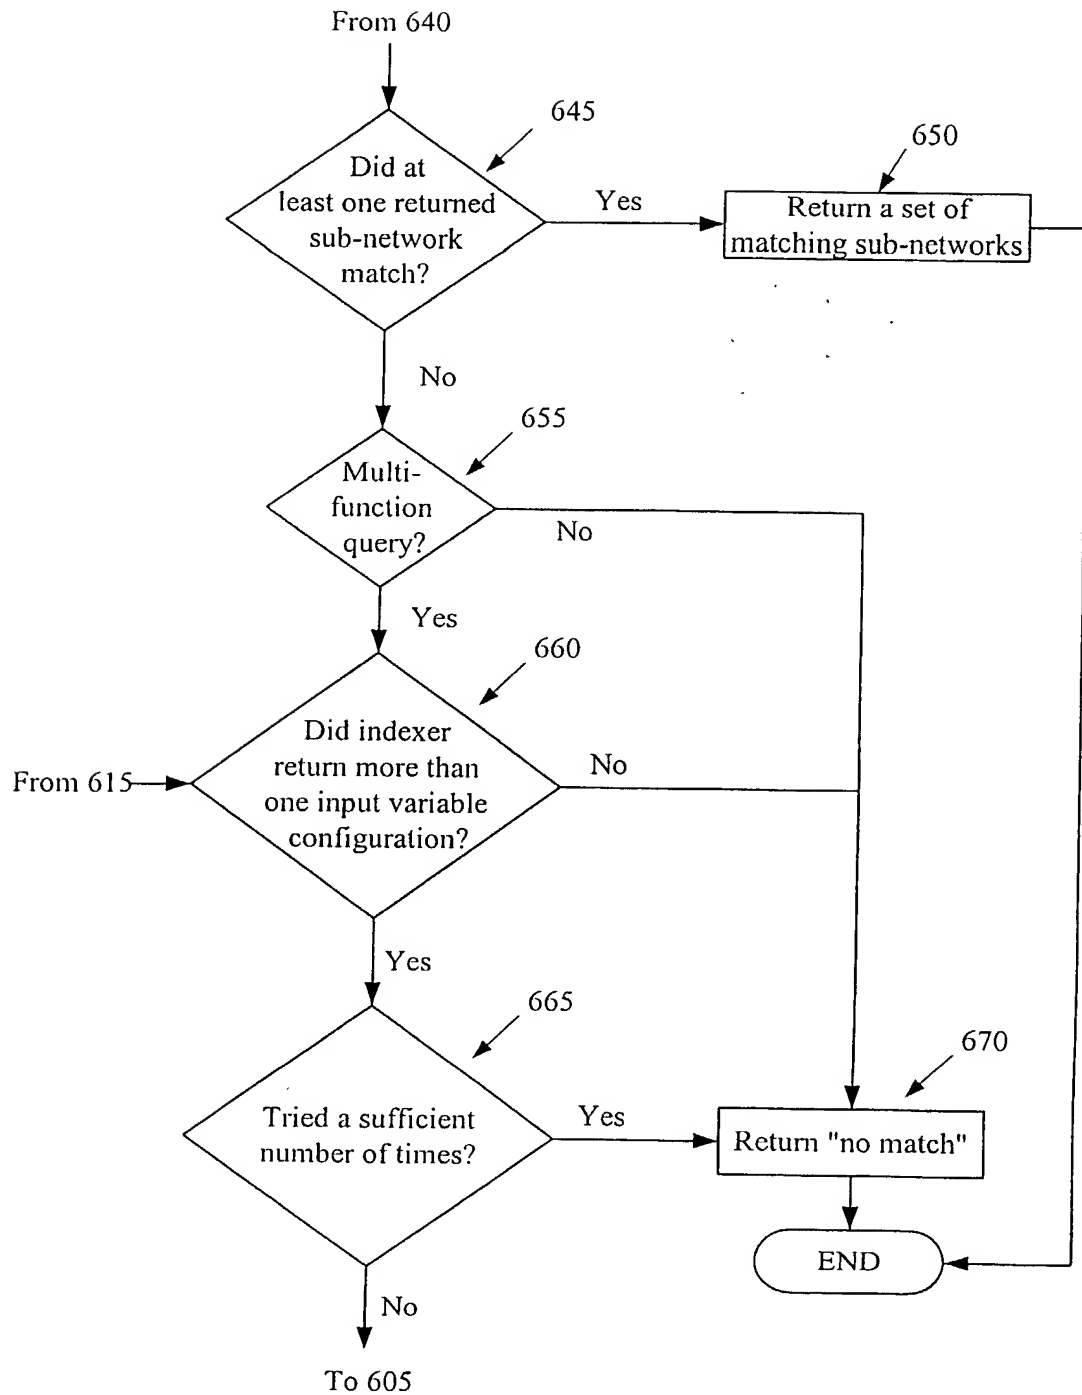 From 640
645
Did at
least one returned
sub-network
match?
Yes
650
Return a set of
matching sub-networks
No
655
Multi-
function
query?
No
Yes
660
From 615
Did indexer
return more than
one input variable
configuration?
No
Yes
665
Tried a sufficient
number of times?
Yes
670
Return "no match"
END
No
To 605